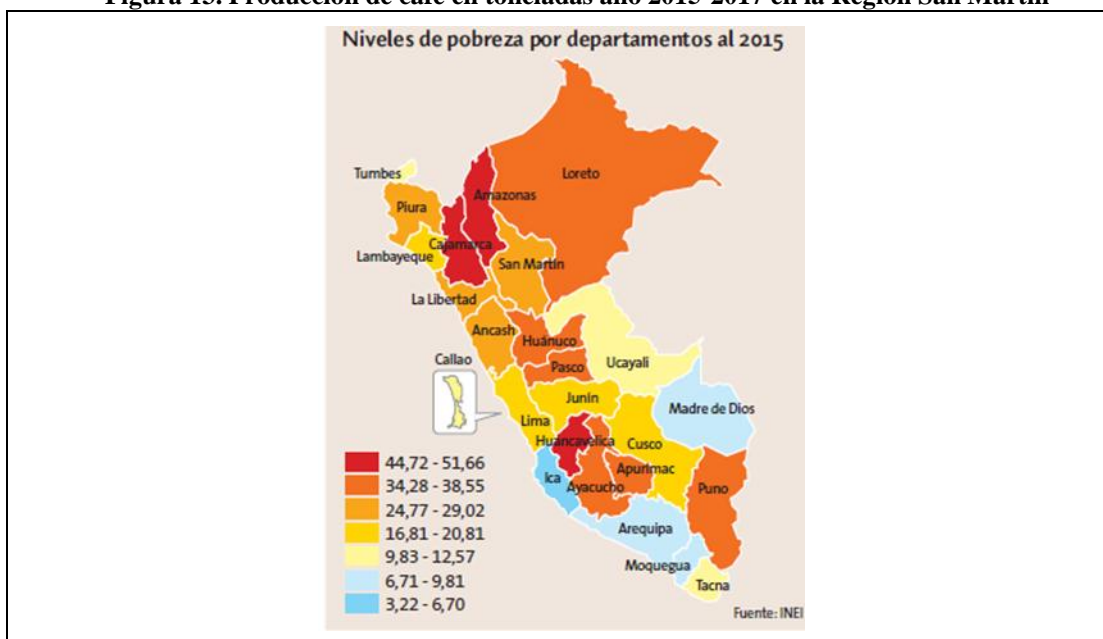 Figura 13. Producción de café en toneladas año 2015-2017 en la Región San Martín
Niveles de pobreza por departamentos al 2015
Loreto
Tumbes
Amazonas
Piura
Cajamarca
Lambayeque
San Martín
La Libertad
Ancash
Huánuco
Callao
Pasco
Ucayali
Junín
Madre de Dios
Lima
Huancavelica
Cusco
Apurímac
Ica
Ayacucho
Puno
Arequipa
Moquegua
Tacna
44,72 - 51,66
34,28 - 38,55
24,77 - 29,02
16,81 - 20,81
9,83 - 12,57
6,71 - 9,81
3,22 - 6,70
Fuente: INEI